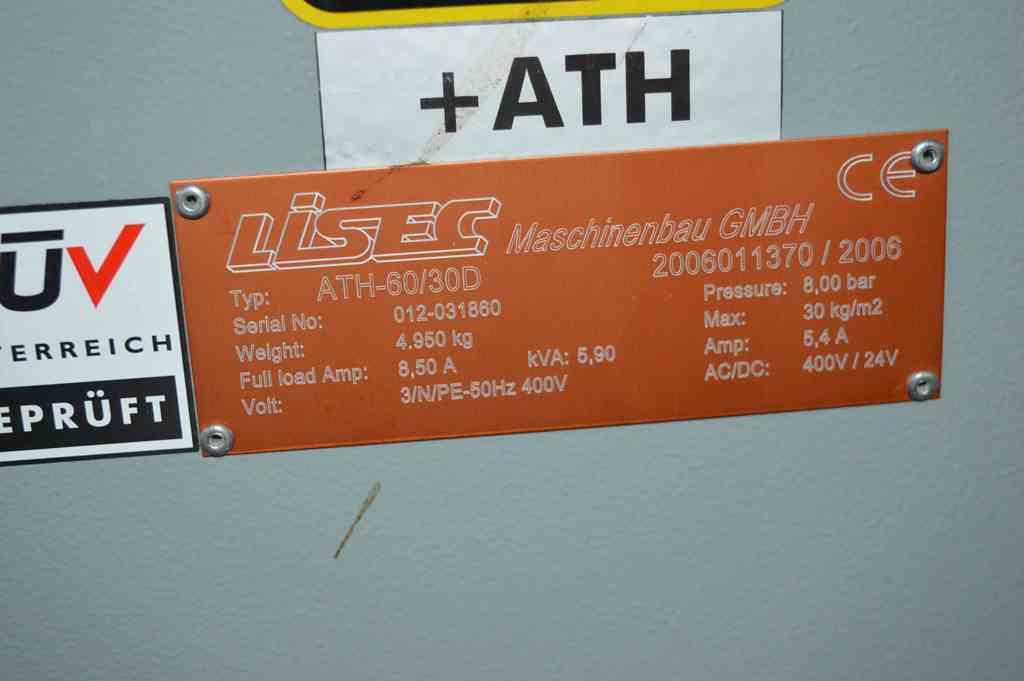 +ATH
LiSEC Maschinenbau GMBH CE
Typ: ATH-60/30D 2006011370 / 2006
Serial No: 012-031860 Pressure: 8,00 bar
Weight: 4.950 kg Max: 30 kg/m2
Full load Amp: 8,50 A kVA: 5,90 Amp: 5,4 A
Volt: 3/N/PE-50Hz 400V AC/DC: 400V / 24V
ÜV
TERREICH
EPRÜFT